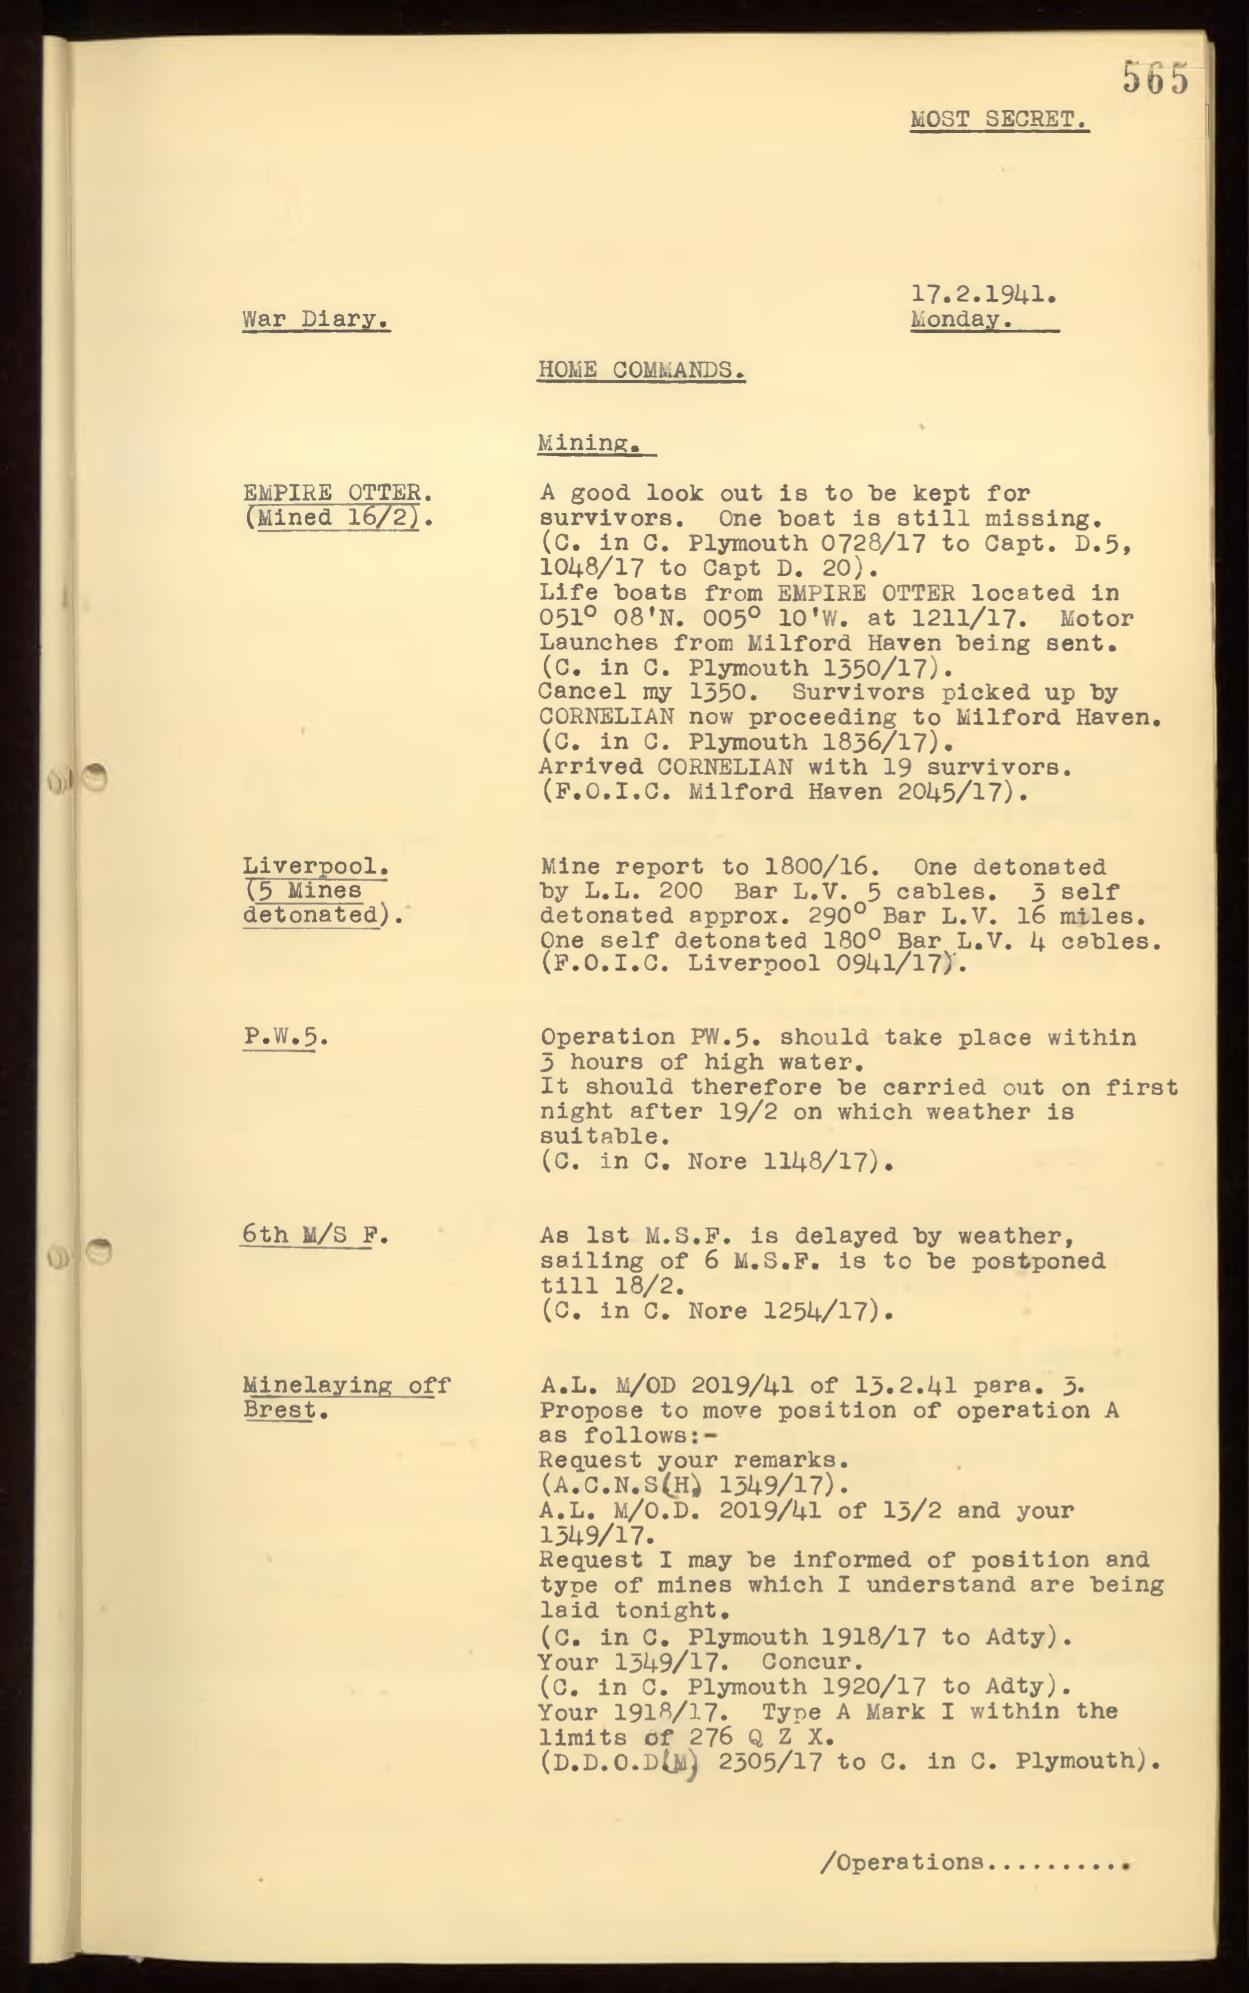 565
MOST SECRET.
17.2.1941.
War Diary.
Monday.
HOME COMMANDS.
Mining.
EMPIRE OTTER.
(Mined 16/2).
A good look out is to be kept for
survivors. One boat is still missing.
(C. in C. Plymouth 0728/17 to Capt. D.5,
1048/17 to Capt D. 20).
Life boats from EMPIRE OTTER located in
051° 08'N. 005° 10'W. at 1211/17. Motor
Launches from Milford Haven being sent.
(C. in C. Plymouth 1350/17).
Cancel my 1350. Survivors picked up by
CORNELIAN now proceeding to Milford Haven.
(C. in C. Plymouth 1836/17).
Arrived CORNELIAN with 19 survivors.
(F.O.I.C. Milford Haven 2045/17).
Liverpool.
(5 Mines
detonated).
Mine report to 1800/16. One detonated
by L.L. 200 Bar L.V. 5 cables. 3 self
detonated approx. 290° Bar L.V. 16 miles.
One self detonated 180° Bar L.V. 4 cables.
(F.O.I.C. Liverpool 0941/17).
P.W.5.
Operation PW.5. should take place within
3 hours of high water.
It should therefore be carried out on first
night after 19/2 on which weather is
suitable.
(C. in C. Nore 1148/17).
6th M/S F.
As 1st M.S.F. is delayed by weather,
sailing of 6 M.S.F. is to be postponed
till 18/2.
(C. in C. Nore 1254/17).
Minelaying off
Brest.
A.L. M/OD 2019/41 of 13.2.41 para. 3.
Propose to move position of operation A
as follows:-
Request your remarks.
(A.C.N.S(H) 1349/17).
A.L. M/O.D. 2019/41 of 13/2 and your
1349/17.
Request I may be informed of position and
type of mines which I understand are being
laid tonight.
(C. in C. Plymouth 1918/17 to Adty).
Your 1349/17. Concur.
(C. in C. Plymouth 1920/17 to Adty).
Your 1918/17. Type A Mark I within the
limits of 276 Q Z X.
(D.D.O.D(M) 2305/17 to C. in C. Plymouth).
/Operations..........